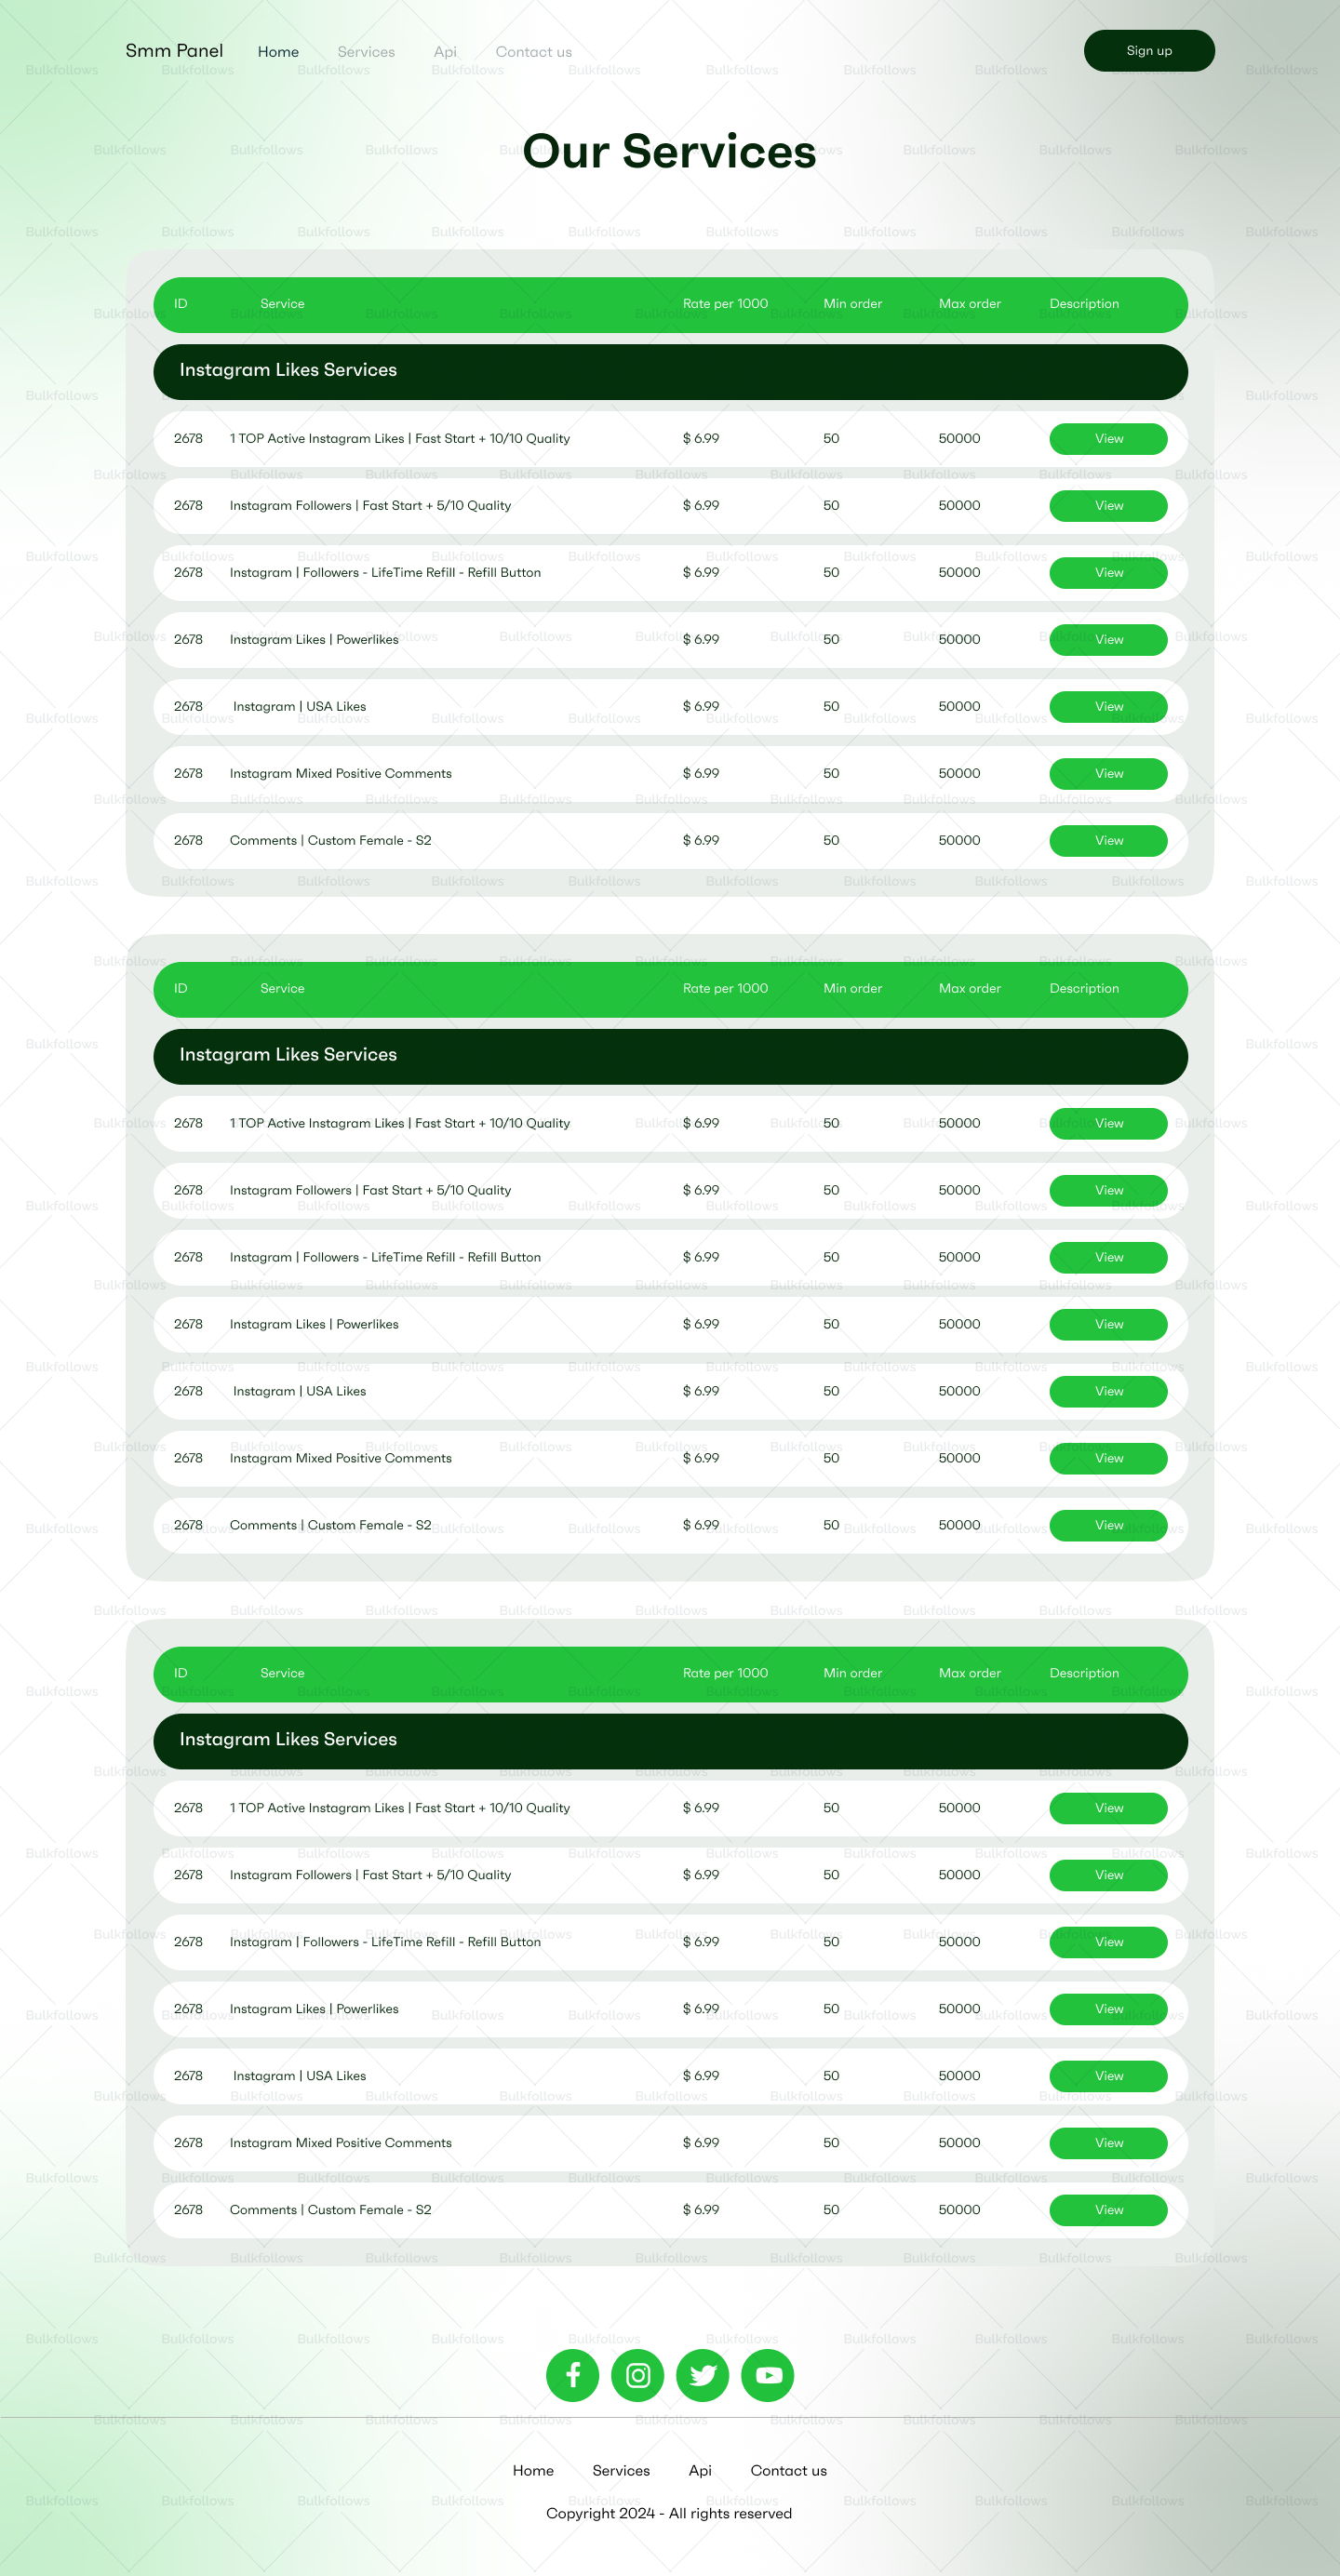 Smm Panel Home Services Api Contact us Sign up
Our Services
ID Service Rate per 1000 Min order Max order Description
Instagram Likes Services
2678 1 TOP Active Instagram Likes | Fast Start + 10/10 Quality $ 6.99 50 50000 View
2678 Instagram Followers | Fast Start + 5/10 Quality $ 6.99 50 50000 View
2678 Instagram | Followers - LifeTime Refill - Refill Button $ 6.99 50 50000 View
2678 Instagram Likes | Powerlikes $ 6.99 50 50000 View
2678 Instagram | USA Likes $ 6.99 50 50000 View
2678 Instagram Mixed Positive Comments $ 6.99 50 50000 View
2678 Comments | Custom Female - S2 $ 6.99 50 50000 View
ID Service Rate per 1000 Min order Max order Description
Instagram Likes Services
2678 1 TOP Active Instagram Likes | Fast Start + 10/10 Quality $ 6.99 50 50000 View
2678 Instagram Followers | Fast Start + 5/10 Quality $ 6.99 50 50000 View
2678 Instagram | Followers - LifeTime Refill - Refill Button $ 6.99 50 50000 View
2678 Instagram Likes | Powerlikes $ 6.99 50 50000 View
2678 Instagram | USA Likes $ 6.99 50 50000 View
2678 Instagram Mixed Positive Comments $ 6.99 50 50000 View
2678 Comments | Custom Female - S2 $ 6.99 50 50000 View
ID Service Rate per 1000 Min order Max order Description
Instagram Likes Services
2678 1 TOP Active Instagram Likes | Fast Start + 10/10 Quality $ 6.99 50 50000 View
2678 Instagram Followers | Fast Start + 5/10 Quality $ 6.99 50 50000 View
2678 Instagram | Followers - LifeTime Refill - Refill Button $ 6.99 50 50000 View
2678 Instagram Likes | Powerlikes $ 6.99 50 50000 View
2678 Instagram | USA Likes $ 6.99 50 50000 View
2678 Instagram Mixed Positive Comments $ 6.99 50 50000 View
2678 Comments | Custom Female - S2 $ 6.99 50 50000 View
Home Services Api Contact us
Copyright 2024 - All rights reserved
Bulkfollows